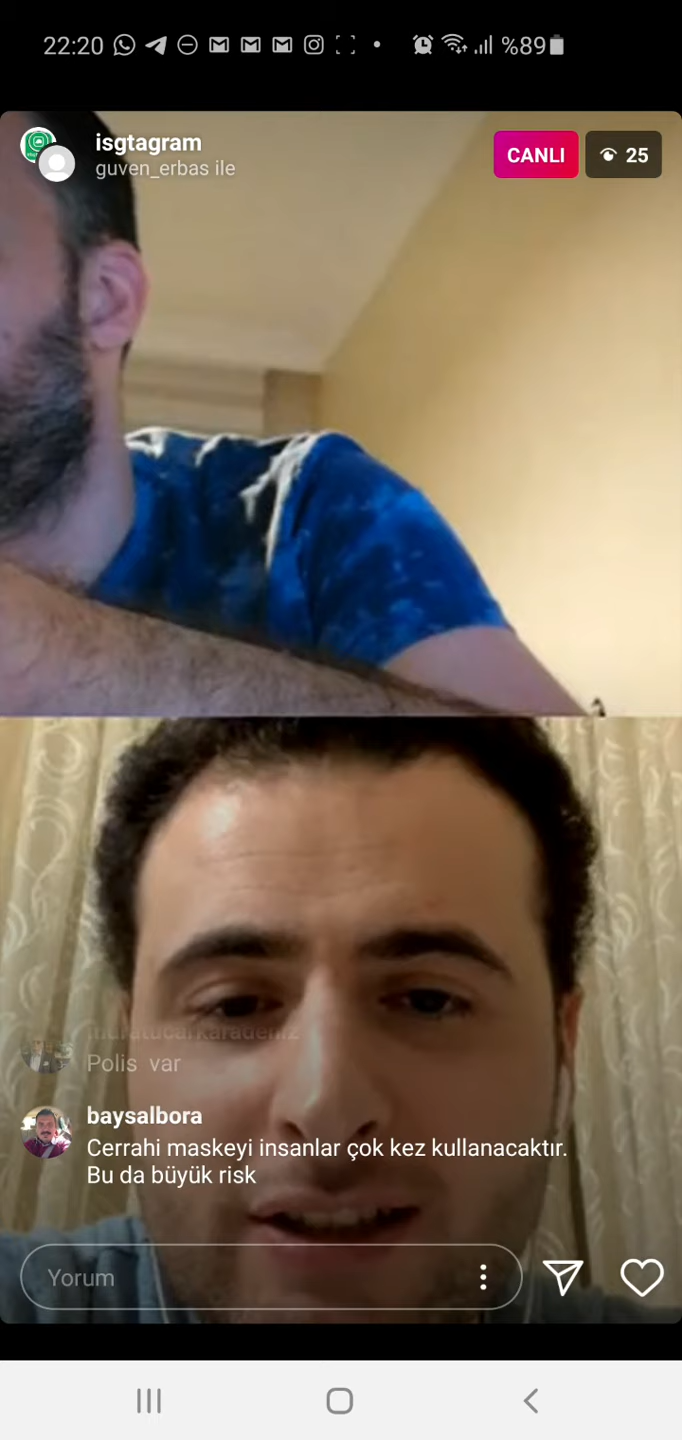 22:20
%89
isgtagram
guven_erbas ile
CANLI
25
muratucarkaradeniz
Polis var
baysalbora
Cerrahi maskeyi insanlar çok kez kullanacaktır.
Bu da büyük risk
Yorum